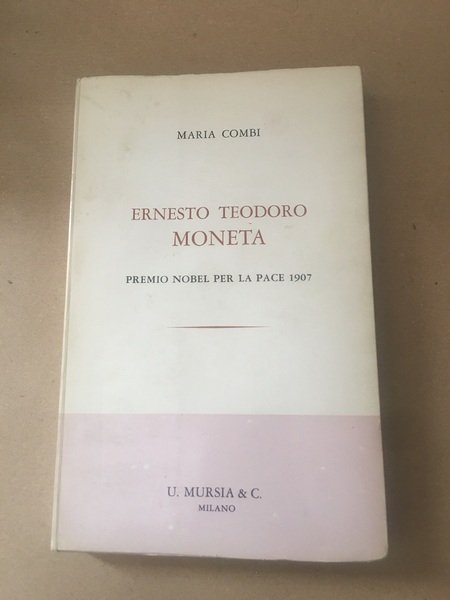 MARIA COMBI
ERNESTO TEODORO
MONETA
PREMIO NOBEL PER LA PACE 1907
U. MURSIA & C.
MILANO